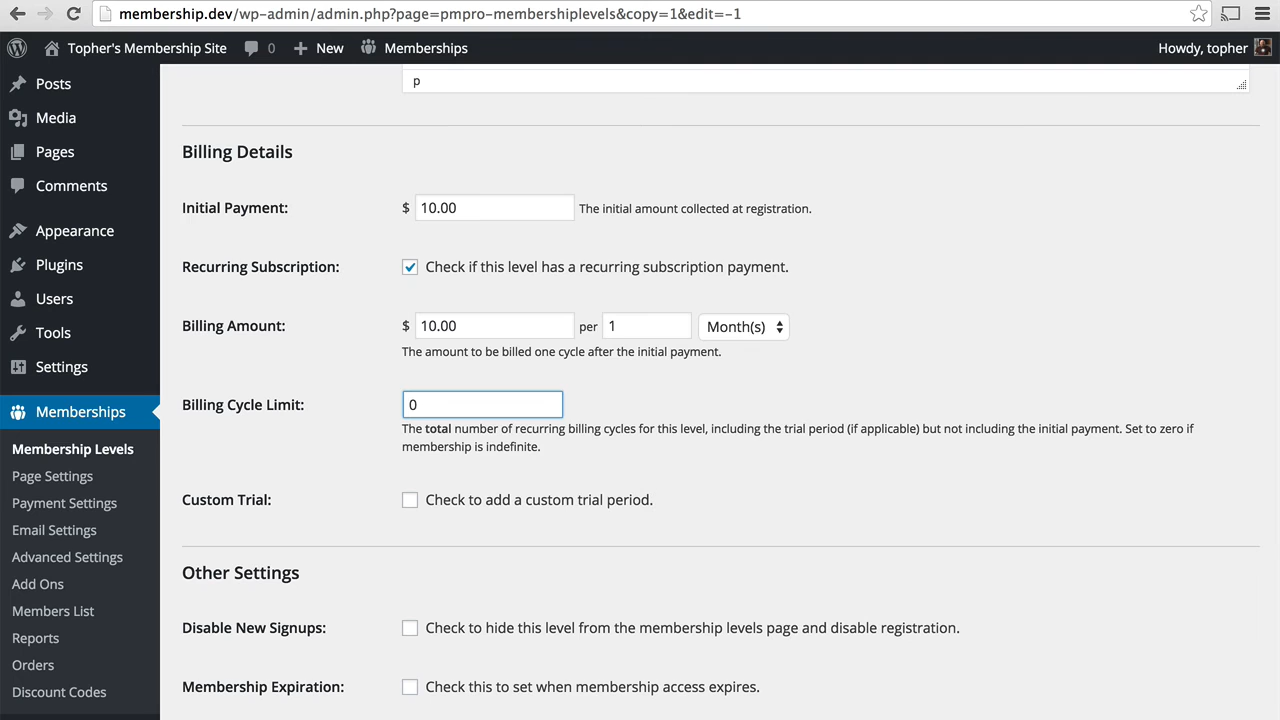 membership.dev/wp-admin/admin.php?page=pmpro-membershiplevels&copy=1&edit=-1
Topher's Membership Site 0 New Memberships Howdy, topher
Posts
Media
Pages
Comments
Appearance
Plugins
Users
Tools
Settings
Memberships
Membership Levels
Page Settings
Payment Settings
Email Settings
Advanced Settings
Add Ons
Members List
Reports
Orders
Discount Codes
p
Billing Details
Initial Payment: $ 10.00 The initial amount collected at registration.
Recurring Subscription: Check if this level has a recurring subscription payment.
Billing Amount: $ 10.00 per 1 Month(s)
The amount to be billed one cycle after the initial payment.
Billing Cycle Limit: 0
The total number of recurring billing cycles for this level, including the trial period (if applicable) but not including the initial payment. Set to zero if
membership is indefinite.
Custom Trial: Check to add a custom trial period.
Other Settings
Disable New Signups: Check to hide this level from the membership levels page and disable registration.
Membership Expiration: Check this to set when membership access expires.